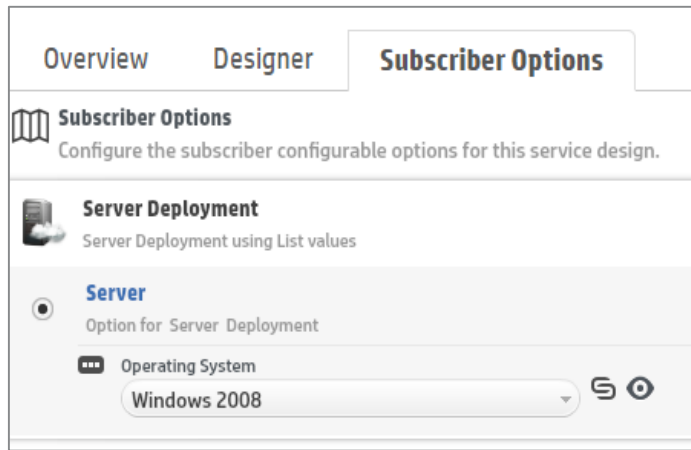 Overview Designer Subscriber Options
Subscriber Options
Configure the subscriber configurable options for this service design.
Server Deployment
Server Deployment using List values
Server
Option for Server Deployment
Operating System
Windows 2008